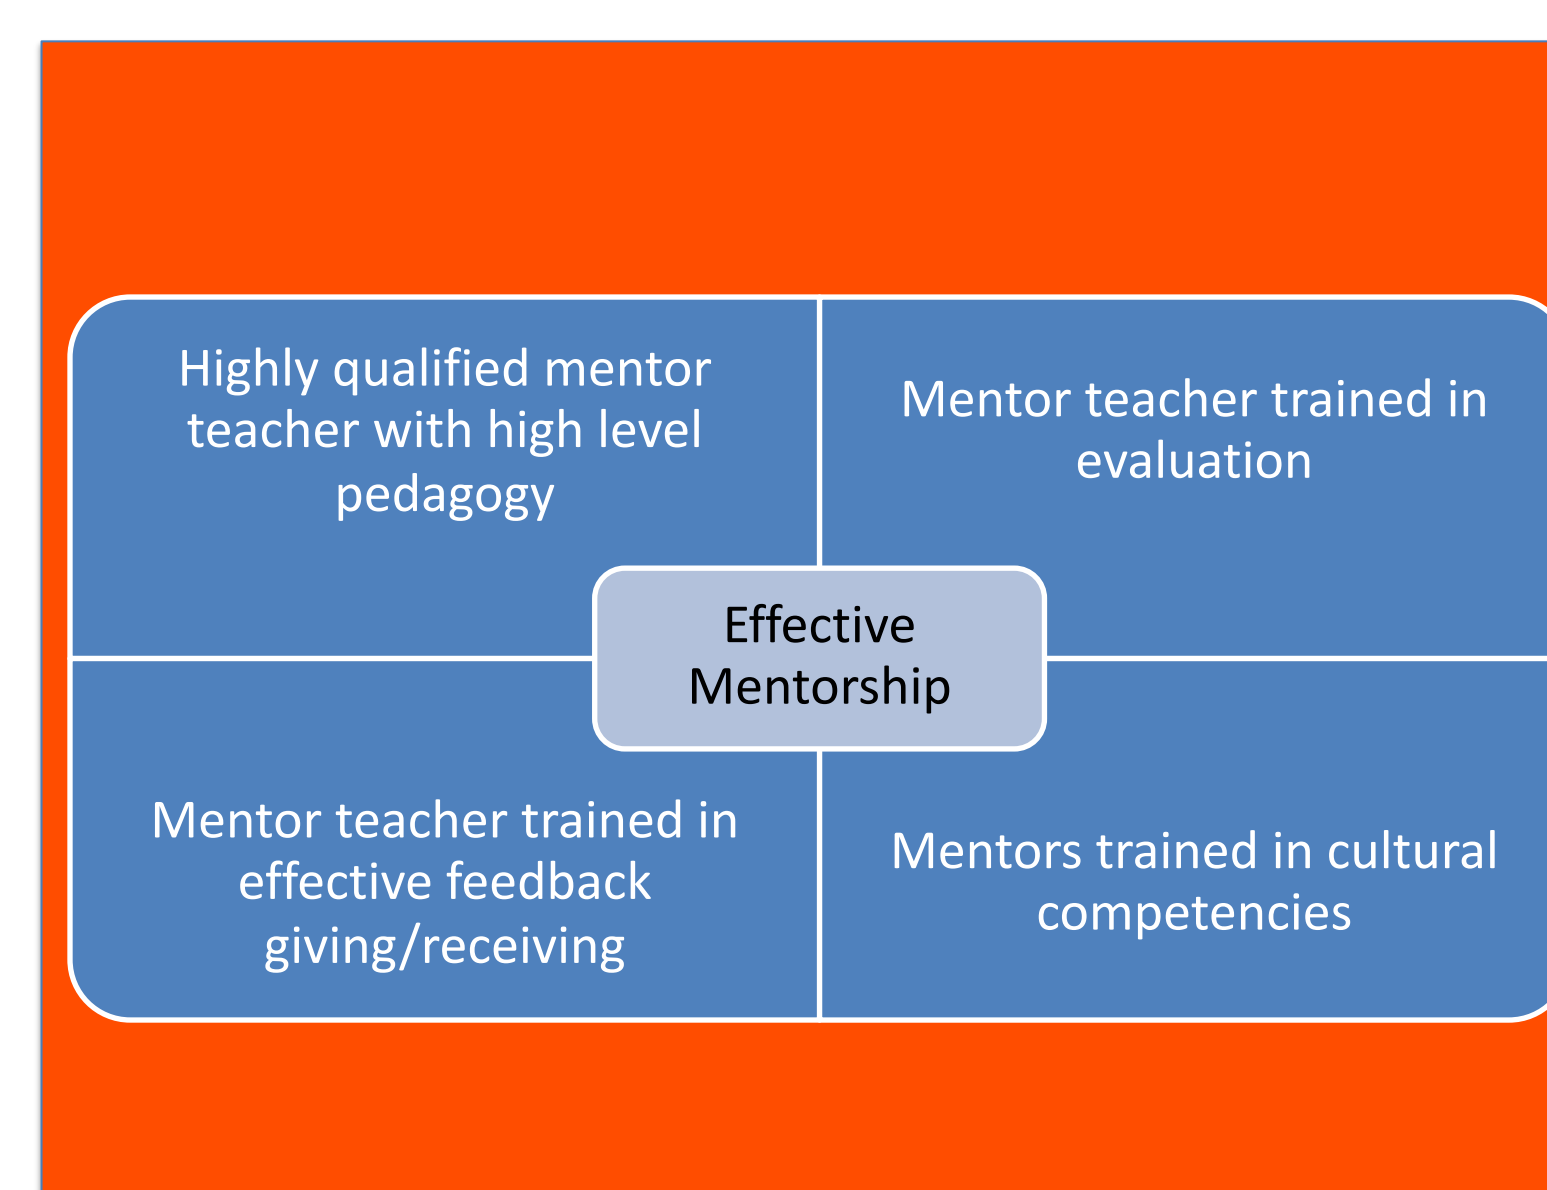 Highly qualified mentor
teacher with high level
pedagogy
Mentor teacher trained in
evaluation
Effective
Mentorship
Mentor teacher trained in
effective feedback
giving/receiving
Mentors trained in cultural
competencies